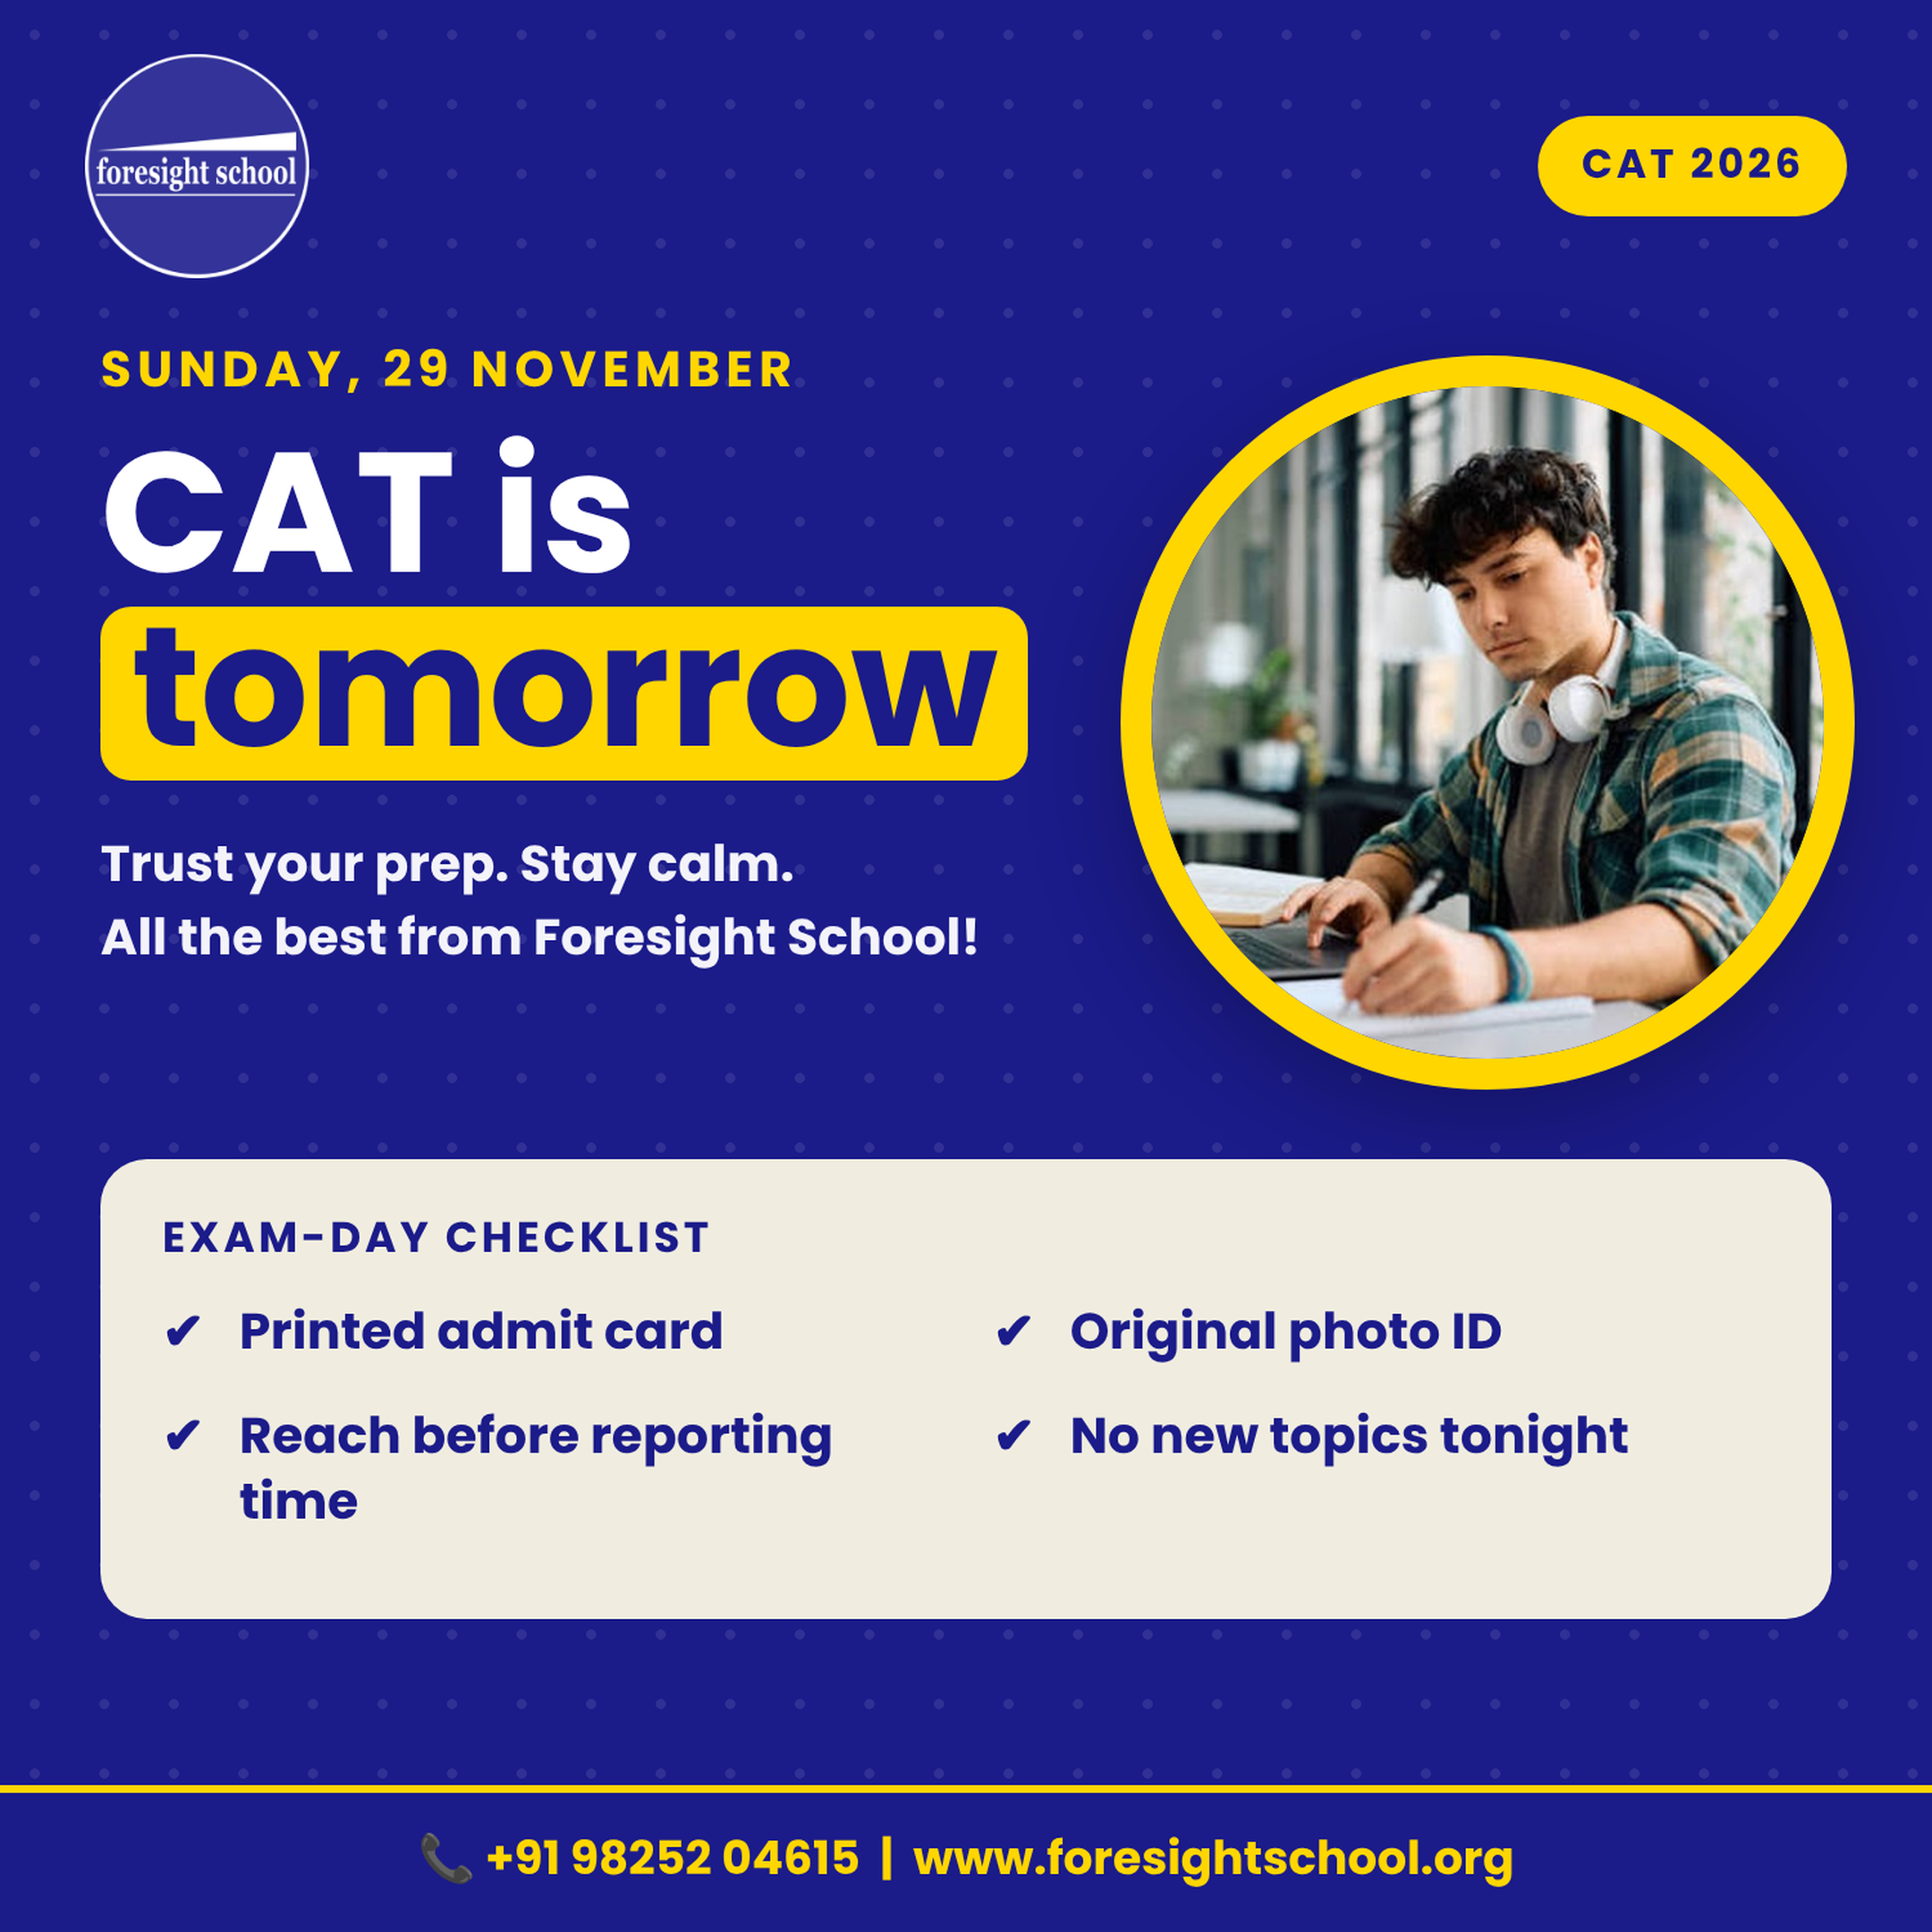 foresight school
CAT 2026
SUNDAY, 29 NOVEMBER
CAT is
tomorrow
Trust your prep. Stay calm.
All the best from Foresight School!
EXAM-DAY CHECKLIST
✔ Printed admit card
✔ Original photo ID
✔ Reach before reporting
time
✔ No new topics tonight
📞 +91 98252 04615 | www.foresightschool.org